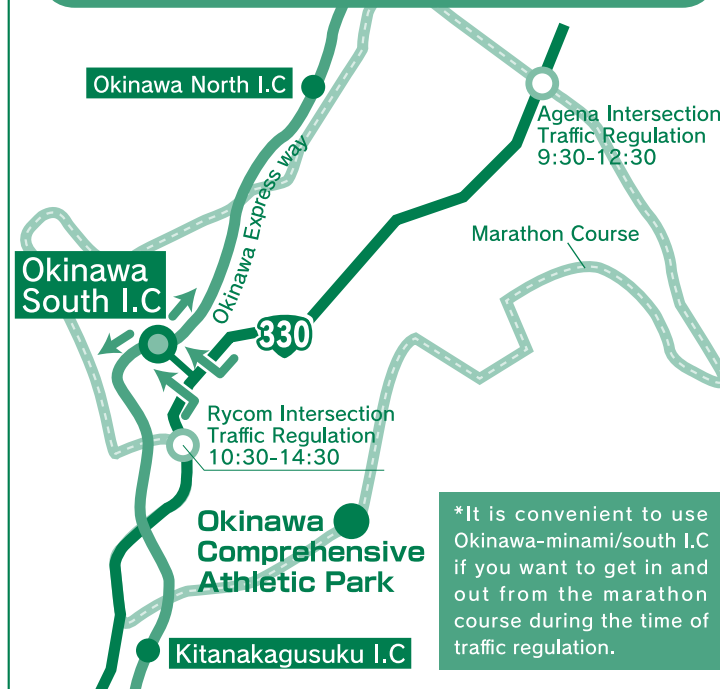 Okinawa North I.C
Okinawa Express way
Agena Intersection
Traffic Regulation
9:30-12:30
Marathon Course
Okinawa
South I.C
330
Rycom Intersection
Traffic Regulation
10:30-14:30
Okinawa
Comprehensive
Athletic Park
*It is convenient to use
Okinawa-minami/south I.C
if you want to get in and
out from the marathon
course during the time of
traffic regulation.
Kitanakagusuku I.C